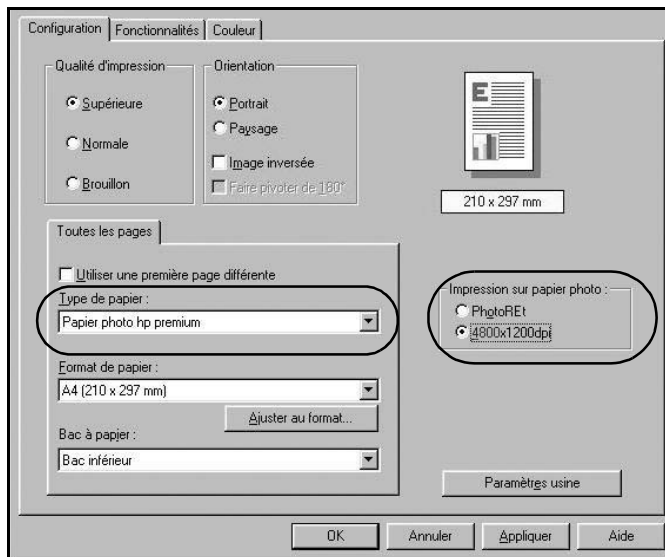 Configuration Fonctionnalités Couleur
Qualité d'impression
Supérieure
Normale
Brouillon
Orientation
Portrait
Paysage
Image inversée
Faire pivoter de 180°
E
210 x 297 mm
Toutes les pages
Utiliser une première page différente
Type de papier :
Papier photo hp premium
Format de papier :
A4 (210 x 297 mm)
Ajuster au format...
Bac à papier :
Bac inférieur
Impression sur papier photo :
PhotoREt
4800x1200dpi
Paramètres usine
OK Annuler Appliquer Aide